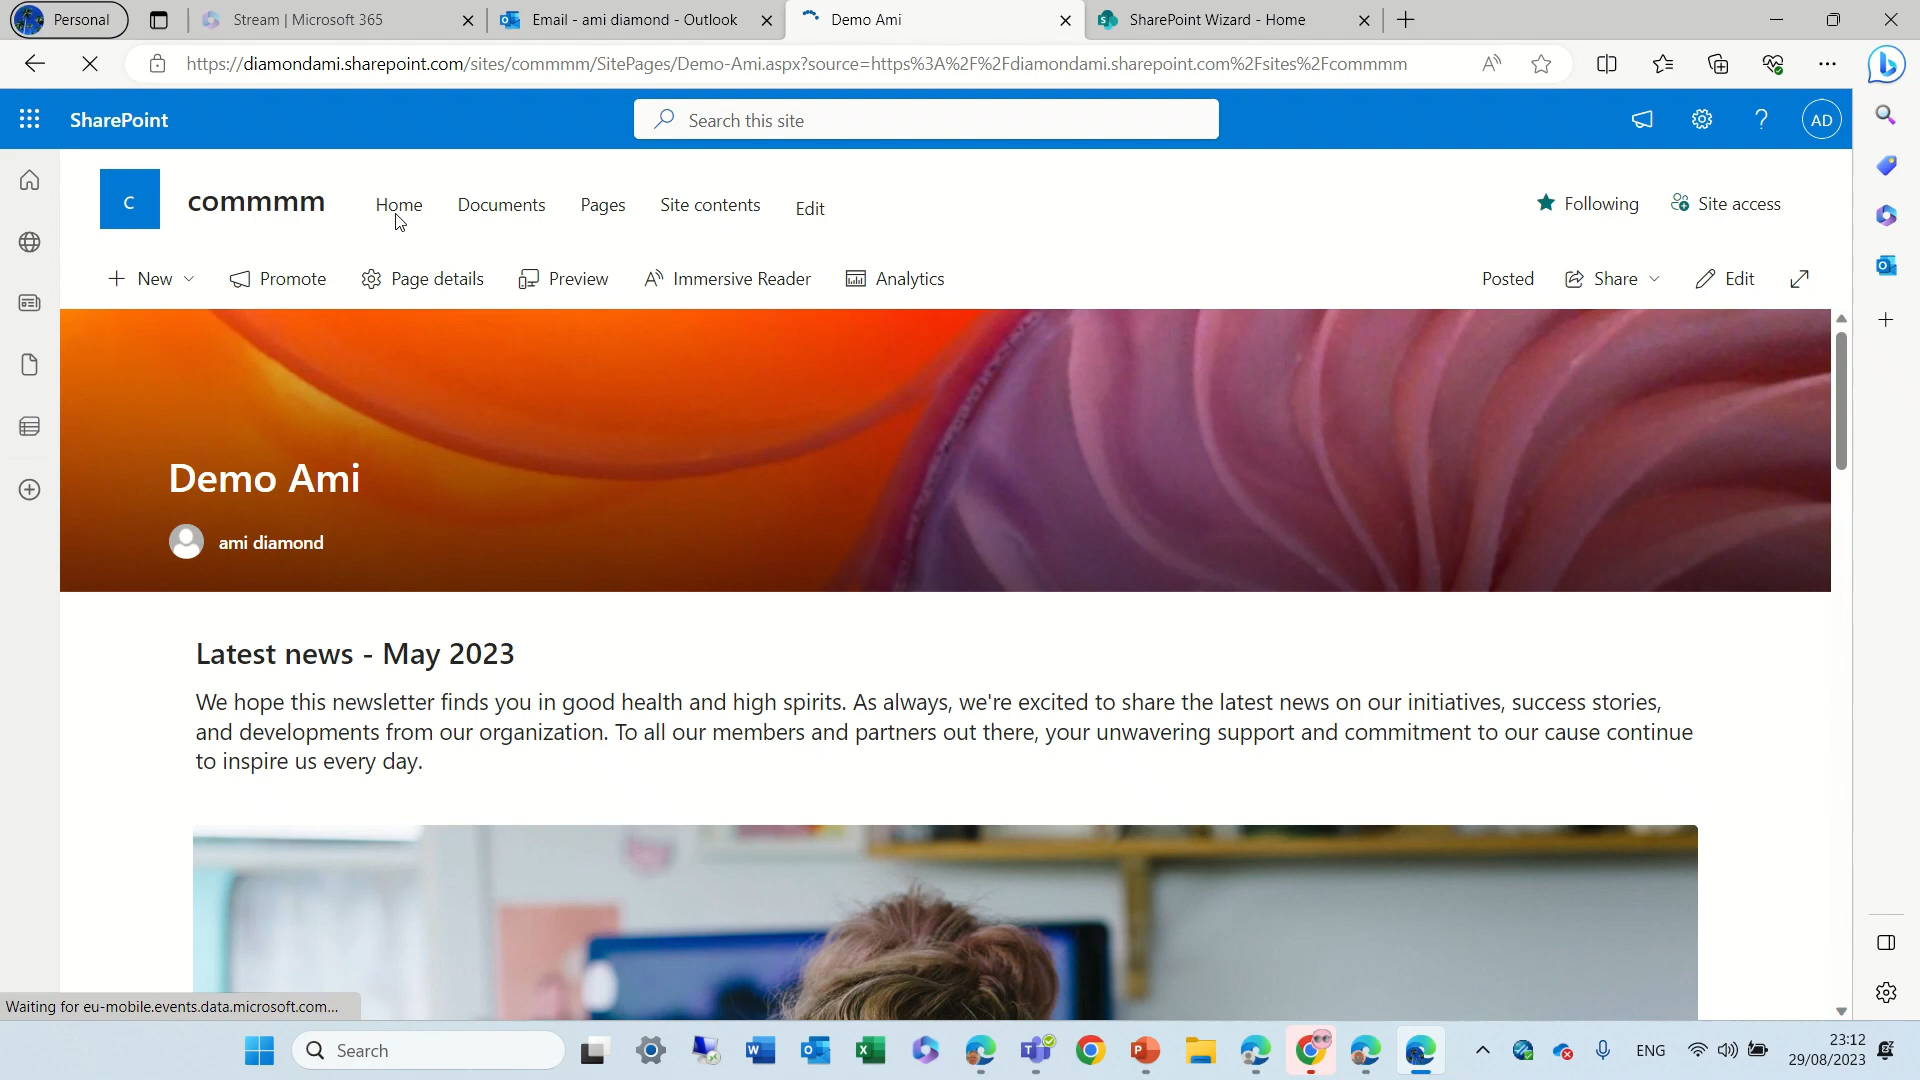 Personal
Stream | Microsoft 365
Email - ami diamond - Outlook
Demo Ami
SharePoint Wizard - Home
https://diamondami.sharepoint.com/sites/commmm/SitePages/Demo-Ami.aspx?source=https%3A%2F%2Fdiamondami.sharepoint.com%2Fsites%2Fcommmm
SharePoint
Search this site
AD
C
commmm
Home
Documents
Pages
Site contents
Edit
Following
Site access
New
Promote
Page details
Preview
Immersive Reader
Analytics
Posted
Share
Edit
Demo Ami
ami diamond
Latest news - May 2023
We hope this newsletter finds you in good health and high spirits. As always, we're excited to share the latest news on our initiatives, success stories,
and developments from our organization. To all our members and partners out there, your unwavering support and commitment to our cause continue
to inspire us every day.
Waiting for eu-mobile.events.data.microsoft.com...
Search
ENG
23:12
29/08/2023